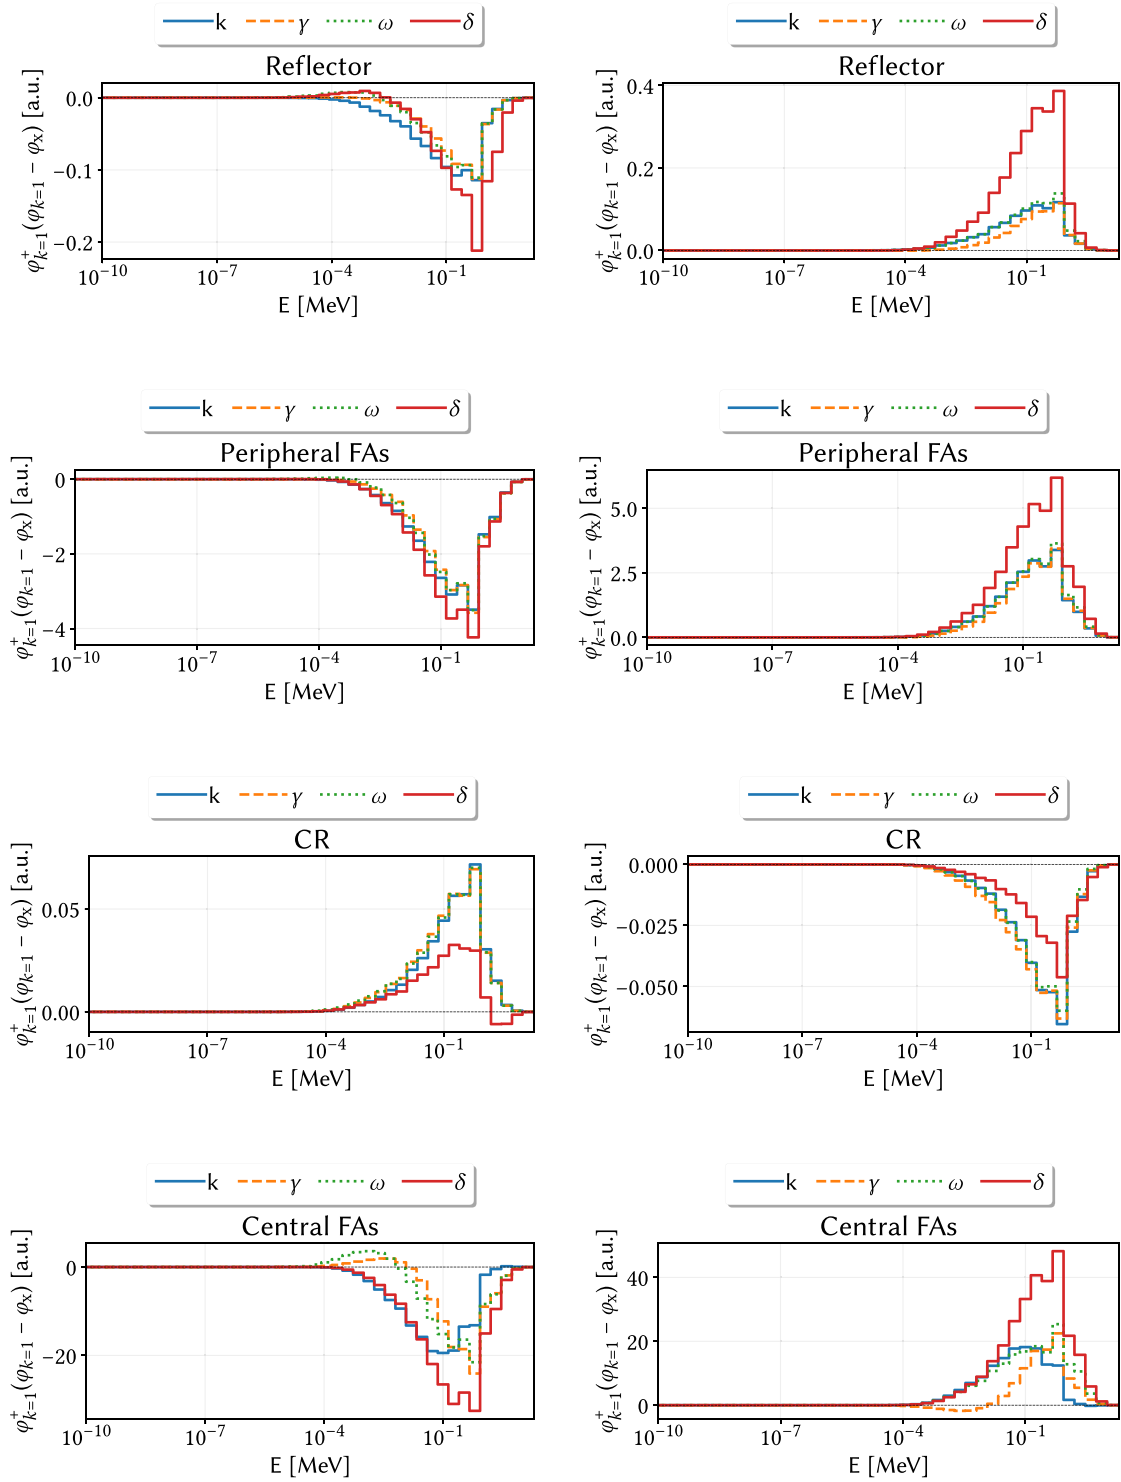 k γ ω δ
Reflector
φ⁺ₖ₌₁(φₖ₌₁ − φₓ) [a.u.]
0.0
−0.1
−0.2
10⁻¹⁰ 10⁻⁷ 10⁻⁴ 10⁻¹
E [MeV]
k γ ω δ
Reflector
φ⁺ₖ₌₁(φₖ₌₁ − φₓ) [a.u.]
0.4
0.2
0.0
10⁻¹⁰ 10⁻⁷ 10⁻⁴ 10⁻¹
E [MeV]
k γ ω δ
Peripheral FAs
φ⁺ₖ₌₁(φₖ₌₁ − φₓ) [a.u.]
0
−2
−4
10⁻¹⁰ 10⁻⁷ 10⁻⁴ 10⁻¹
E [MeV]
k γ ω δ
Peripheral FAs
φ⁺ₖ₌₁(φₖ₌₁ − φₓ) [a.u.]
5.0
2.5
0.0
10⁻¹⁰ 10⁻⁷ 10⁻⁴ 10⁻¹
E [MeV]
k γ ω δ
CR
φ⁺ₖ₌₁(φₖ₌₁ − φₓ) [a.u.]
0.05
0.00
10⁻¹⁰ 10⁻⁷ 10⁻⁴ 10⁻¹
E [MeV]
k γ ω δ
CR
φ⁺ₖ₌₁(φₖ₌₁ − φₓ) [a.u.]
0.000
−0.025
−0.050
10⁻¹⁰ 10⁻⁷ 10⁻⁴ 10⁻¹
E [MeV]
k γ ω δ
Central FAs
φ⁺ₖ₌₁(φₖ₌₁ − φₓ) [a.u.]
0
−20
10⁻¹⁰ 10⁻⁷ 10⁻⁴ 10⁻¹
E [MeV]
k γ ω δ
Central FAs
φ⁺ₖ₌₁(φₖ₌₁ − φₓ) [a.u.]
40
20
0
10⁻¹⁰ 10⁻⁷ 10⁻⁴ 10⁻¹
E [MeV]